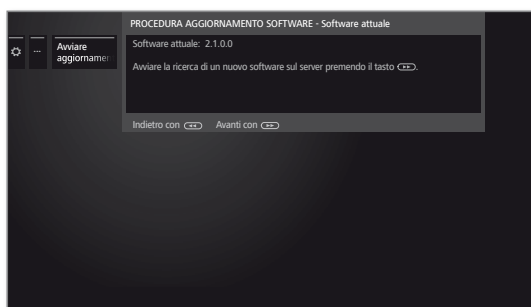 PROCEDURA AGGIORNAMENTO SOFTWARE - Software attuale
...
Avviare
aggiornamer
Software attuale: 2.1.0.0
Avviare la ricerca di un nuovo software sul server premendo il tasto.
Indietro con
Avanti con